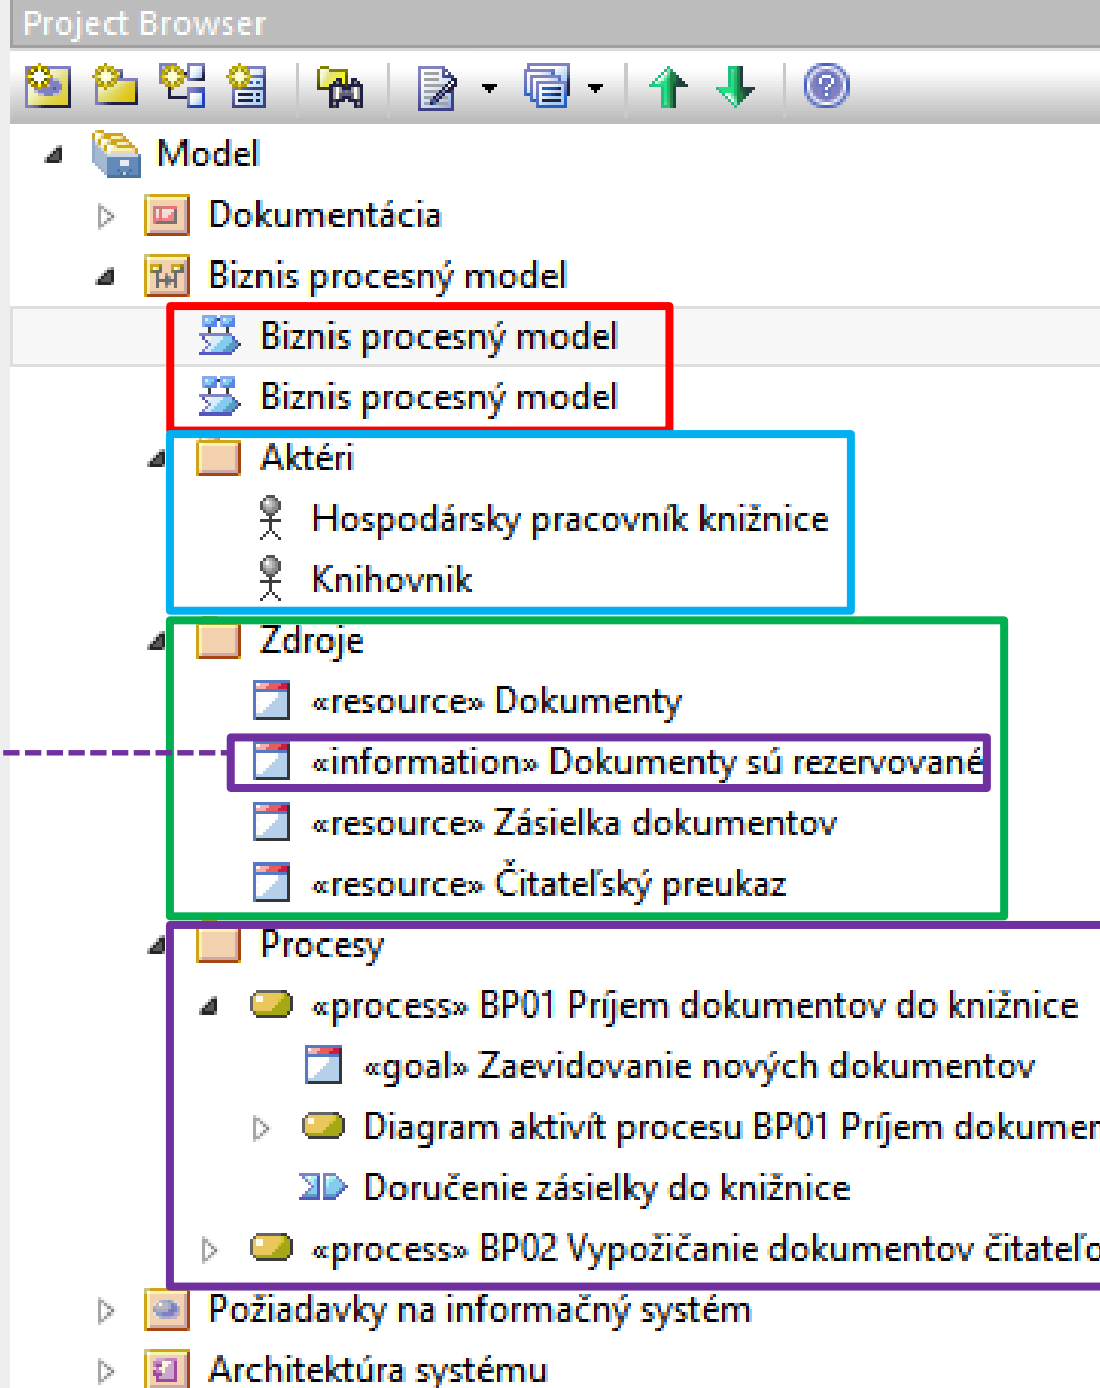 Project Browser
Model
Dokumentácia
Biznis procesný model
Biznis procesný model
Biznis procesný model
Aktéri
Hospodársky pracovník knižnice
Knihovnik
Zdroje
«resource» Dokumenty
«information» Dokumenty sú rezervované
«resource» Zásielka dokumentov
«resource» Čitateľský preukaz
Procesy
«process» BP01 Príjem dokumentov do knižnice
«goal» Zaevidovanie nových dokumentov
Diagram aktivít procesu BP01 Príjem
Doručenie zásielky do knižnice
«process» BP02 Vypožičanie dokumentov
Požiadavky na informačný systém
Architektúra systému